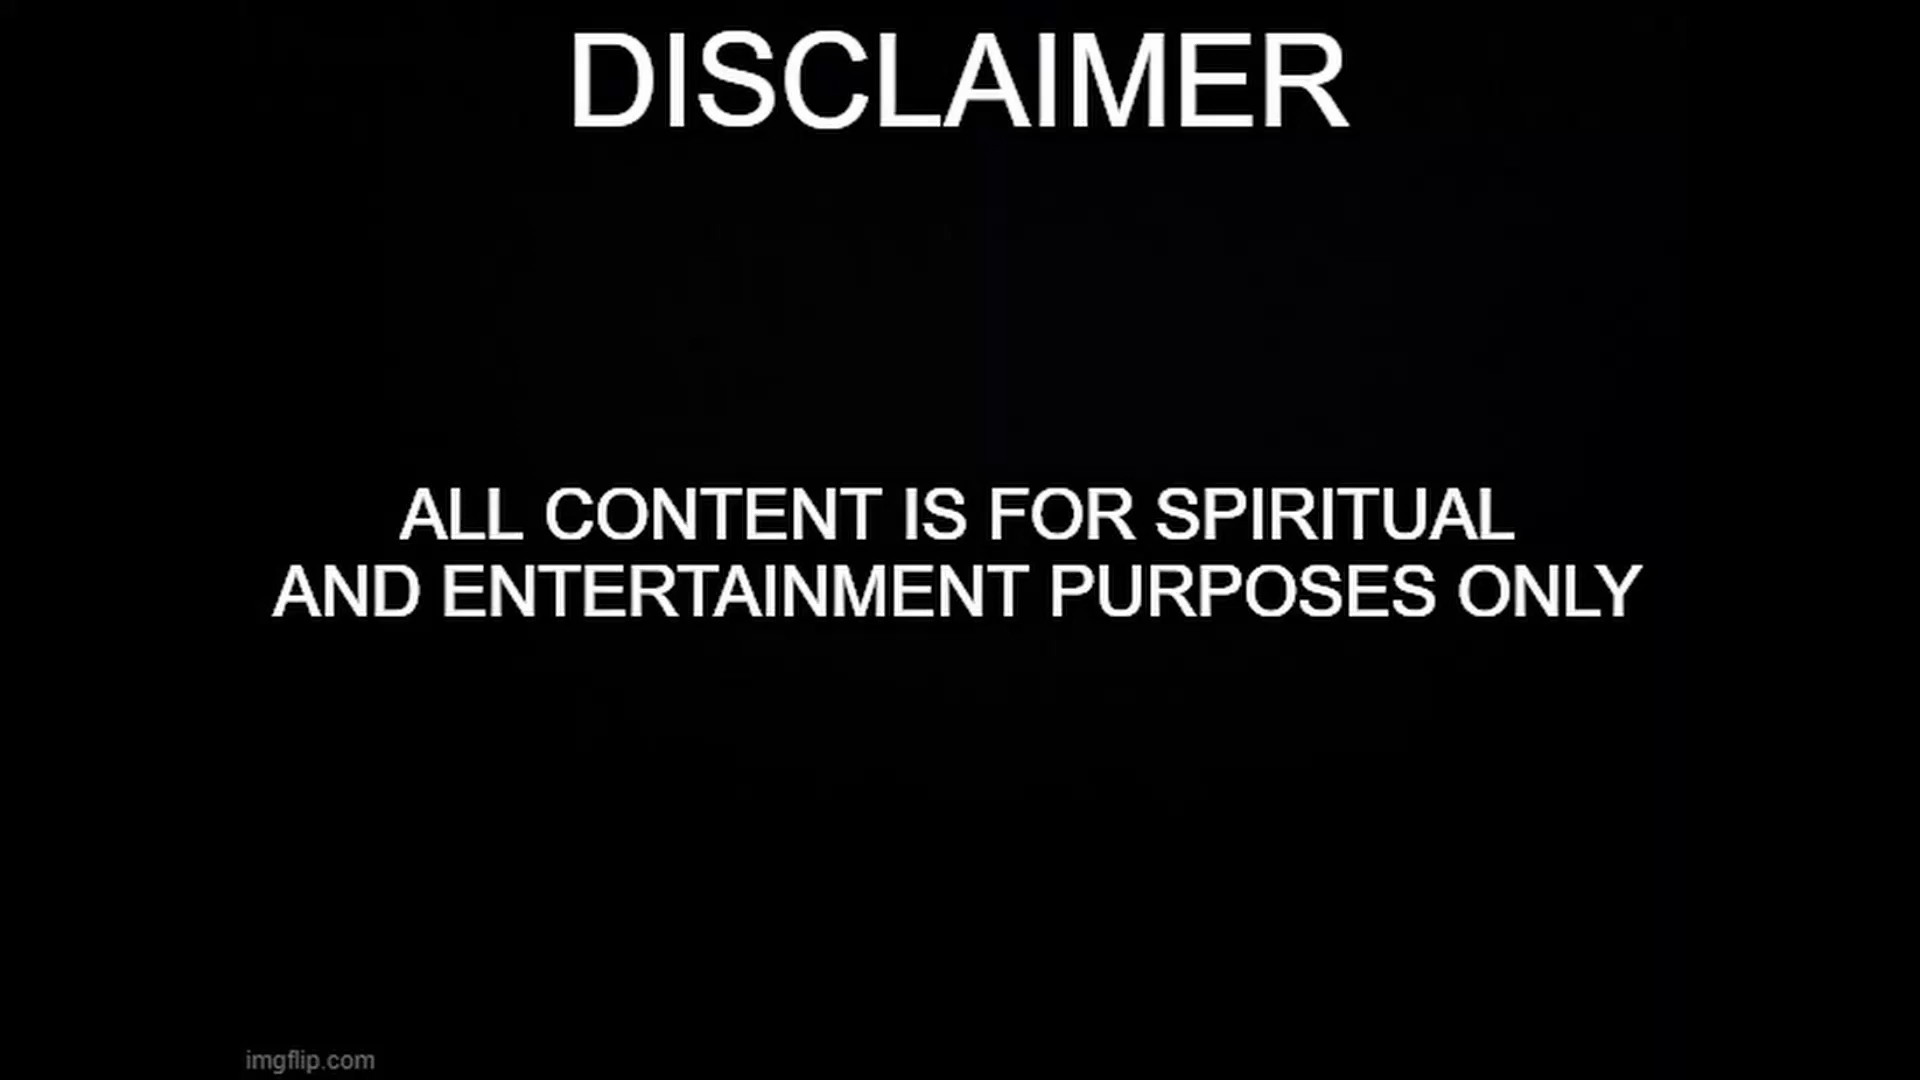 DISCLAIMER
ALL CONTENT IS FOR SPIRITUAL
AND ENTERTAINMENT PURPOSES ONLY
imgflip.com